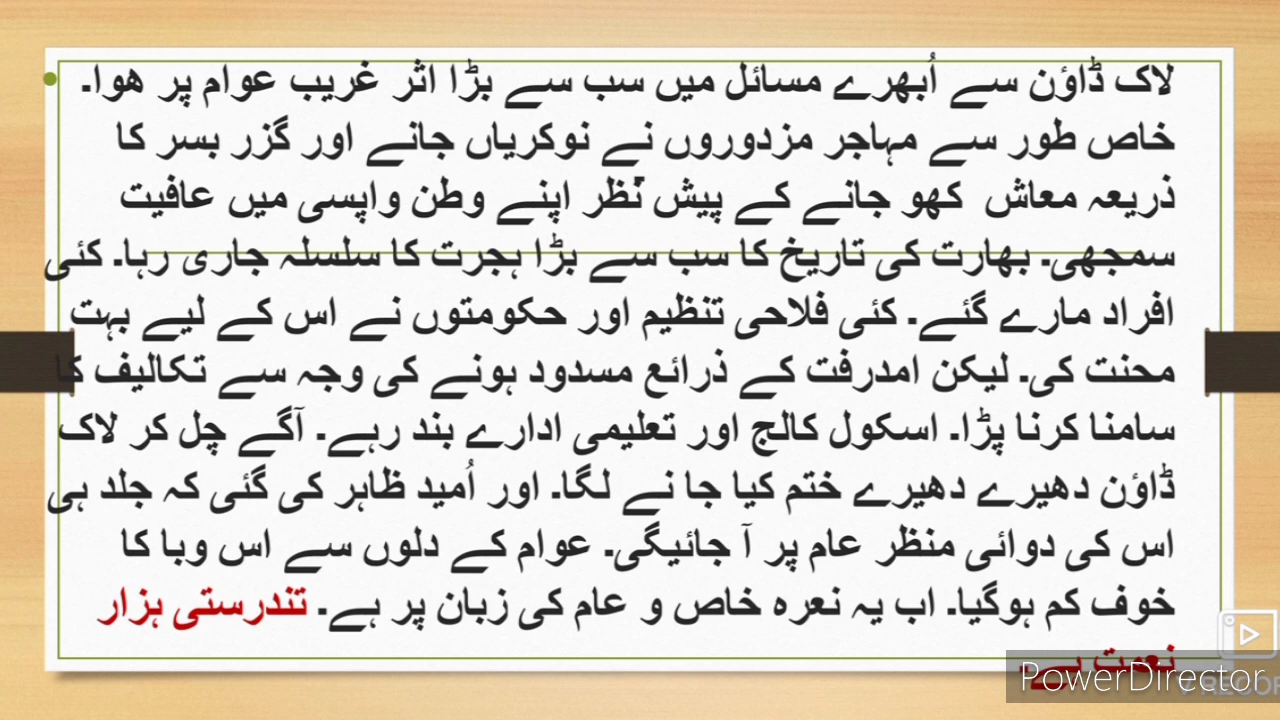 لاک ڈاؤن سے اُبھرے مسائل میں سب سے بڑا اثر غریب عوام پر ھوا۔
خاص طور سے مہاجر مزدوروں نے نوکریاں جانے اور گزر بسر کا
ذریعہ معاش کھو جانے کے پیش نظر اپنے وطن واپسی میں عافیت
سمجھی۔ بھارت کی تاریخ کا سب سے بڑا ہجرت کا سلسلہ جاری رہا۔ کئی
افراد مارے گئے۔ کئی فلاحی تنظیم اور حکومتوں نے اس کے لیے بہت
محنت کی۔ لیکن امدرفت کے ذرائع مسدود ہونے کی وجہ سے تکالیف کا
سامنا کرنا پڑا۔ اسکول کالج اور تعلیمی ادارے بند رہے۔ آگے چل کر لاک
ڈاؤن دھیرے دھیرے ختم کیا جا نے لگا۔ اور اُمید ظاہر کی گئی کہ جلد ہی
اس کی دوائی منظر عام پر آ جائیگی۔ عوام کے دلوں سے اس وبا کا
خوف کم ہوگیا۔ اب یہ نعرہ خاص و عام کی زبان پر ہے۔ تندرستی ہزار
نعمت ہے۔
PowerDirector